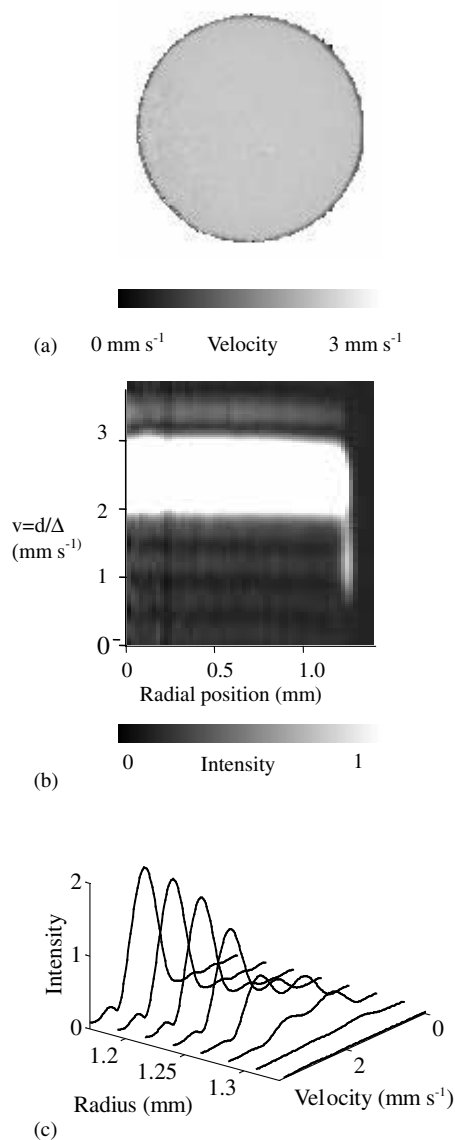 (a) 0 mm s⁻¹ Velocity 3 mm s⁻¹
3
v=d/Δ
(mm s⁻¹)
2
1
0
0 0.5 1.0
Radial position (mm)
0 Intensity 1
(b)
2
Intensity
1
0
1.2
1.25
1.3
Radius (mm)
0
2
Velocity (mm s⁻¹)
(c)